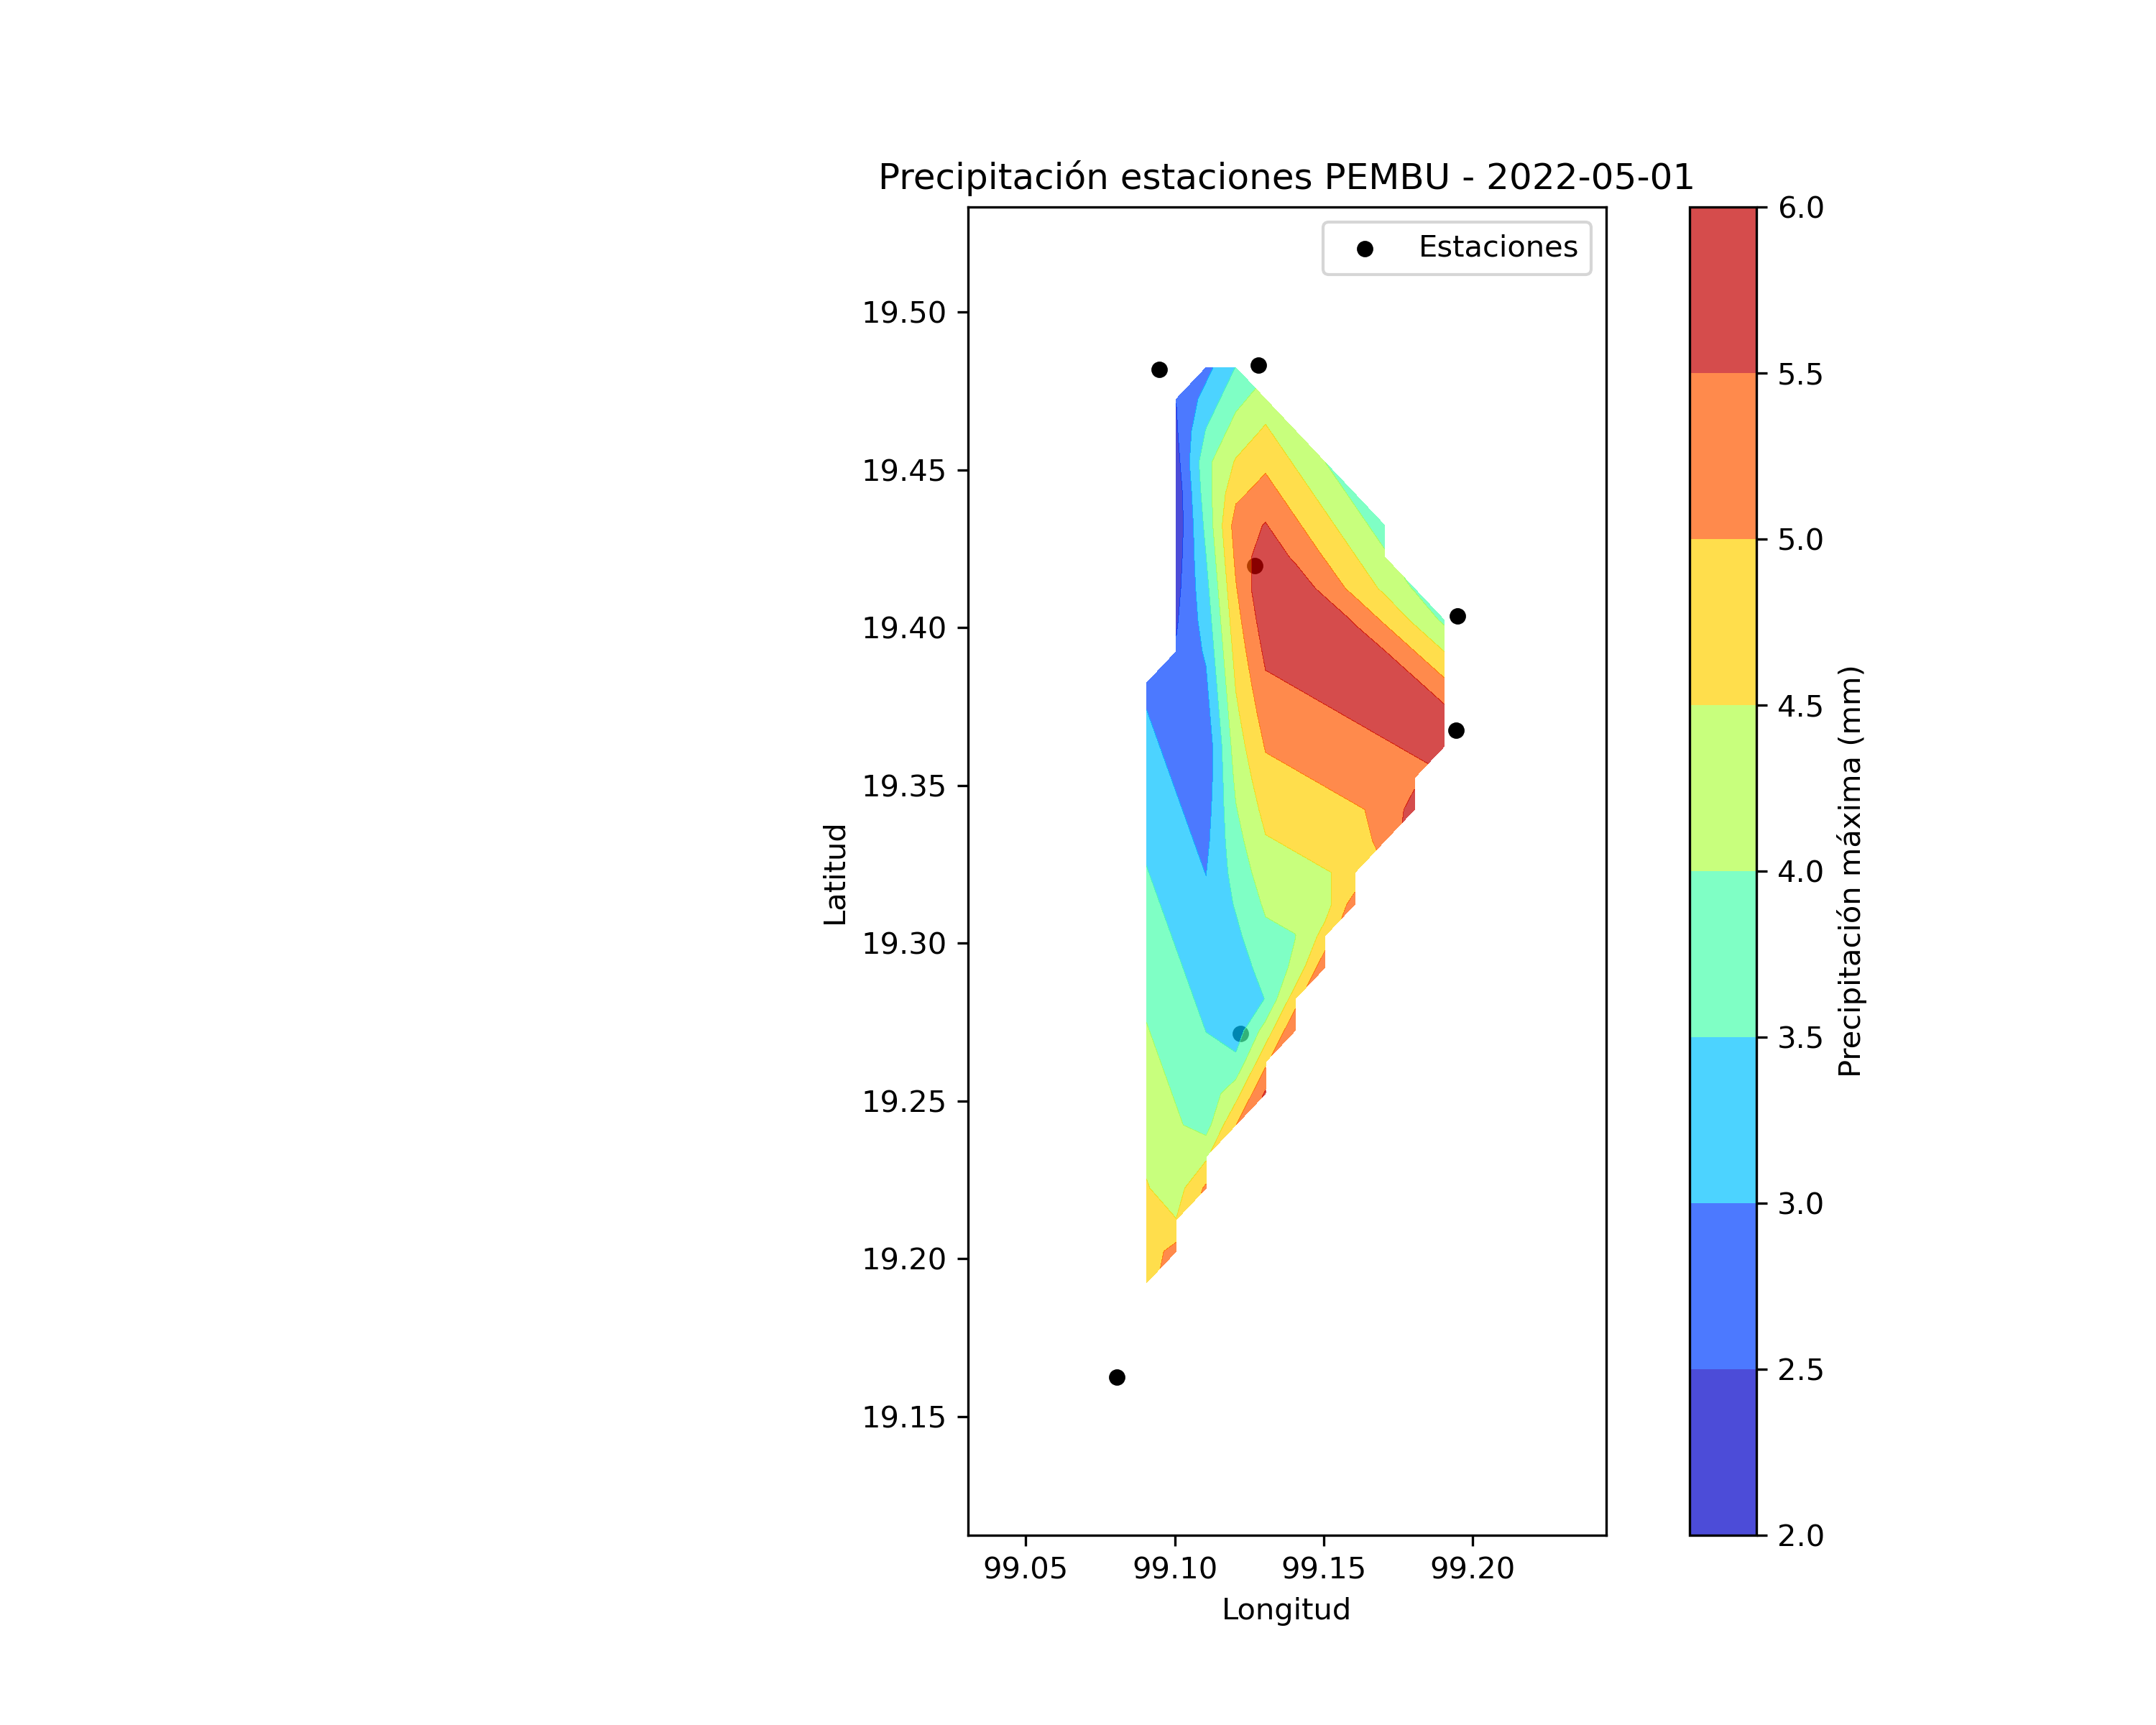 Precipitación estaciones PEMBU - 2022-05-01
Estaciones
19.50
19.45
19.40
19.35
19.30
19.25
19.20
19.15
Latitud
99.05 99.10 99.15 99.20
Longitud
6.0
5.5
5.0
4.5
4.0
3.5
3.0
2.5
2.0
Precipitación máxima (mm)